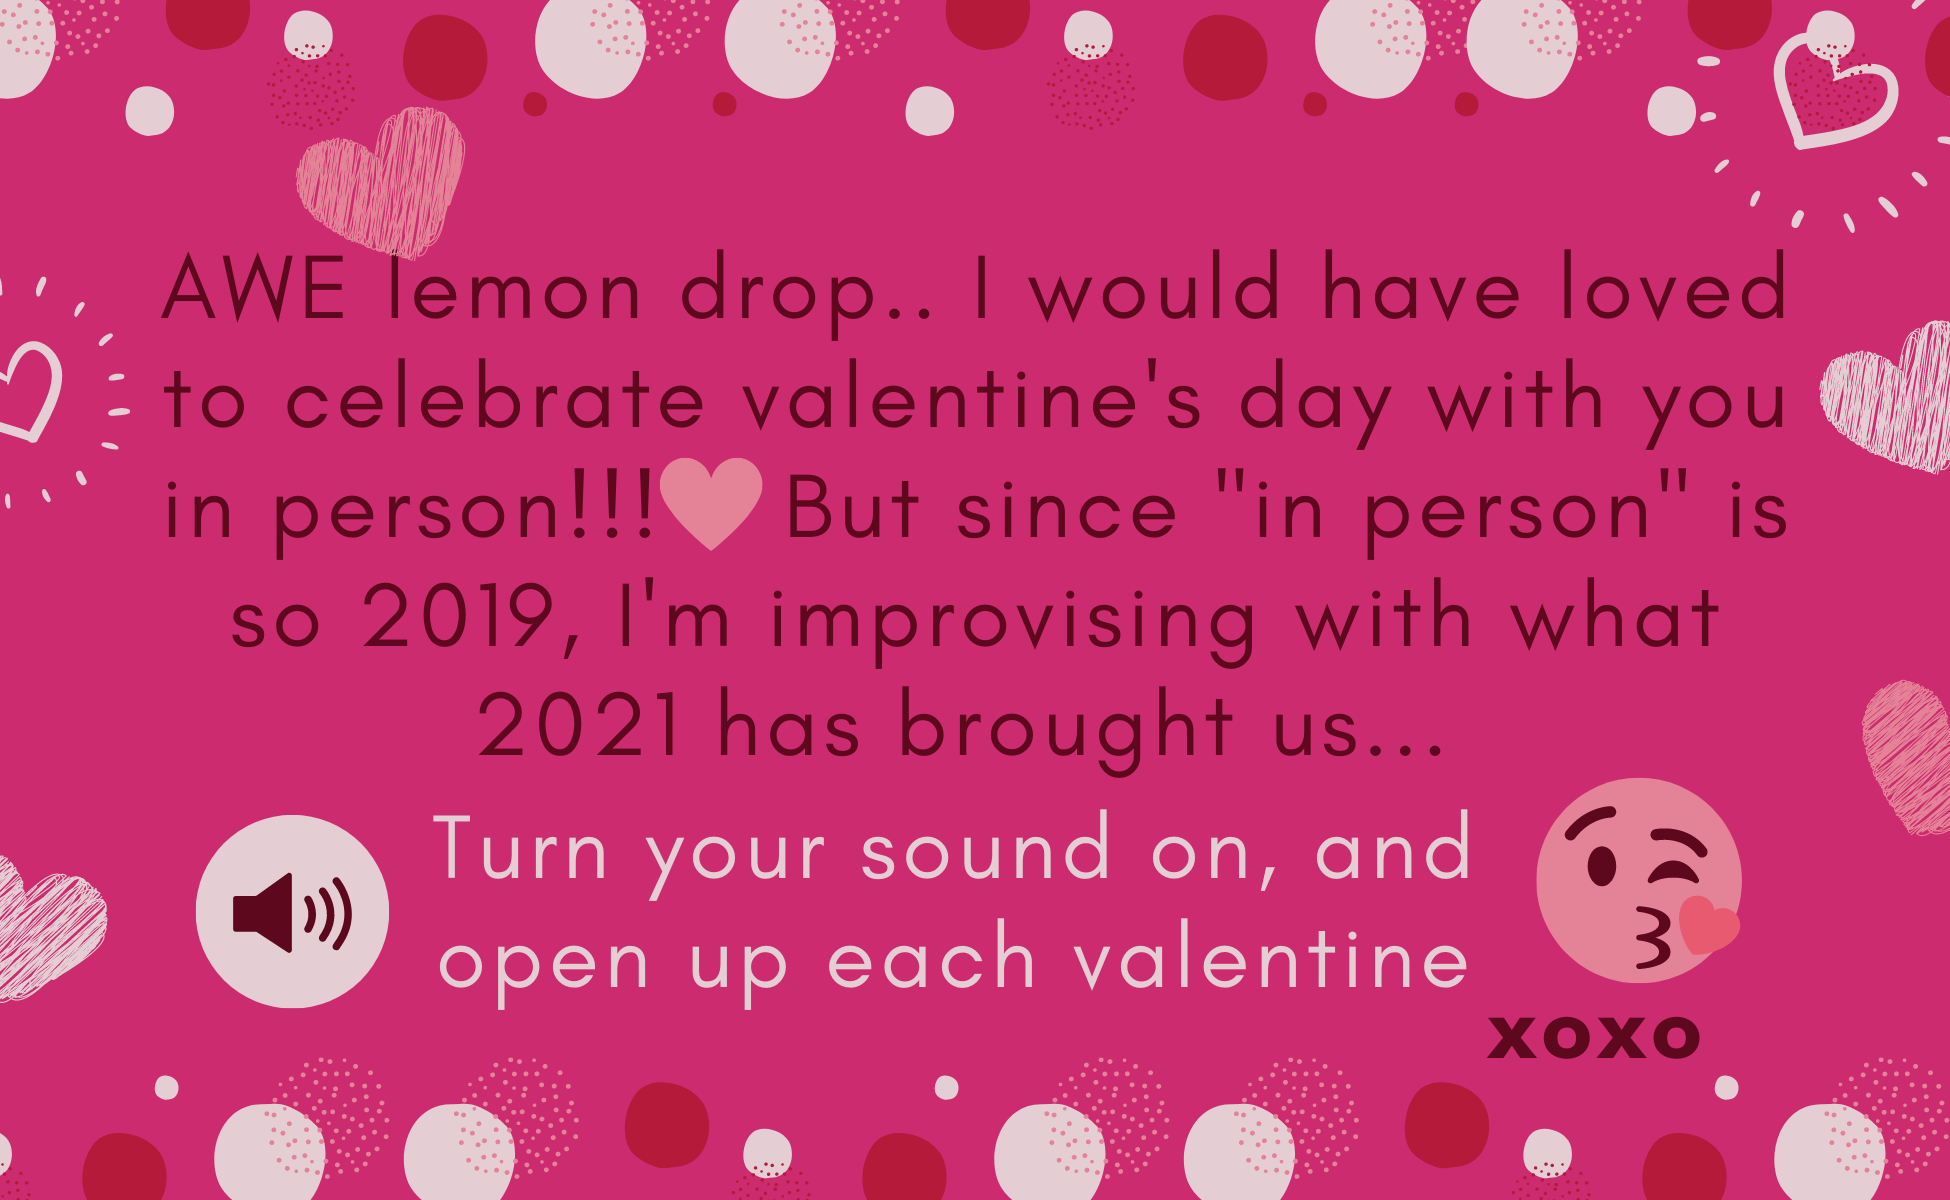 AWE lemon drop.. I would have loved
to celebrate valentine's day with you
in person!!! But since "in person" is
so 2019, I'm improvising with what
2021 has brought us...
Turn your sound on, and
open up each valentine
xoxo